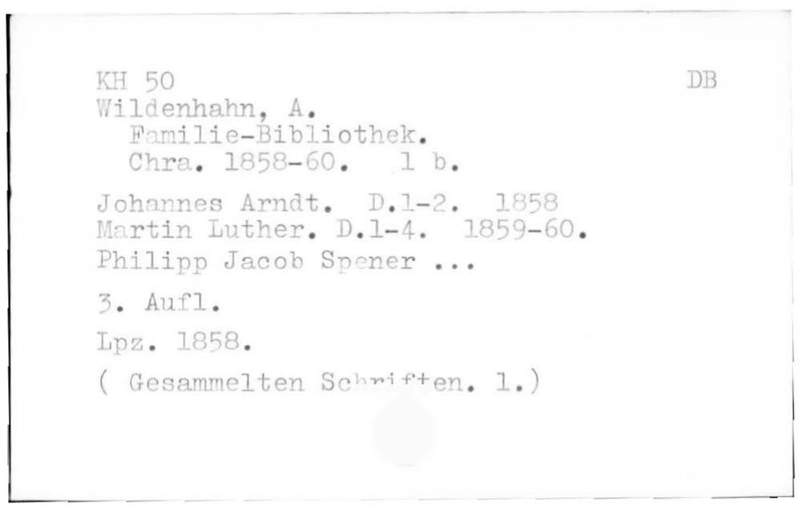 KH 50 DB
Wildenhahn, A.
Familie-Bibliothek.
Chra. 1858-60. 1 b.
Johannes Arndt. D.1-2. 1858
Martin Luther. D.1-4. 1859-60.
Philipp Jacob Spener ...
3. Aufl.
Lpz. 1858.
( Gesammelten Schriften. 1.)